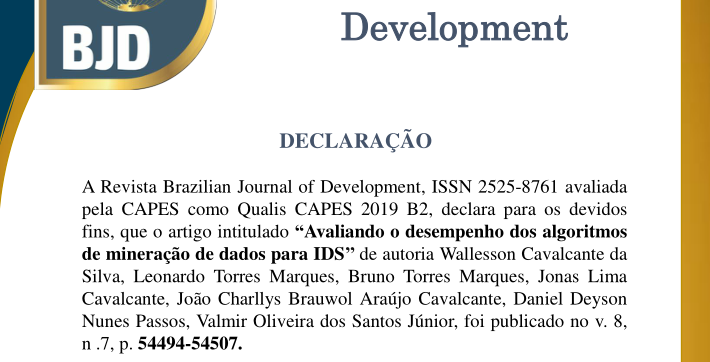 BJD
Development
DECLARAÇÃO
A Revista Brazilian Journal of Development, ISSN 2525-8761 avaliada
pela CAPES como Qualis CAPES 2019 B2, declara para os devidos
fins, que o artigo intitulado “Avaliando o desempenho dos algoritmos
de mineração de dados para IDS” de autoria Wallesson Cavalcante da
Silva, Leonardo Torres Marques, Bruno Torres Marques, Jonas Lima
Cavalcante, João Charllys Brauwol Araújo Cavalcante, Daniel Deyson
Nunes Passos, Valmir Oliveira dos Santos Júnior, foi publicado no v. 8,
n .7, p. 54494-54507.